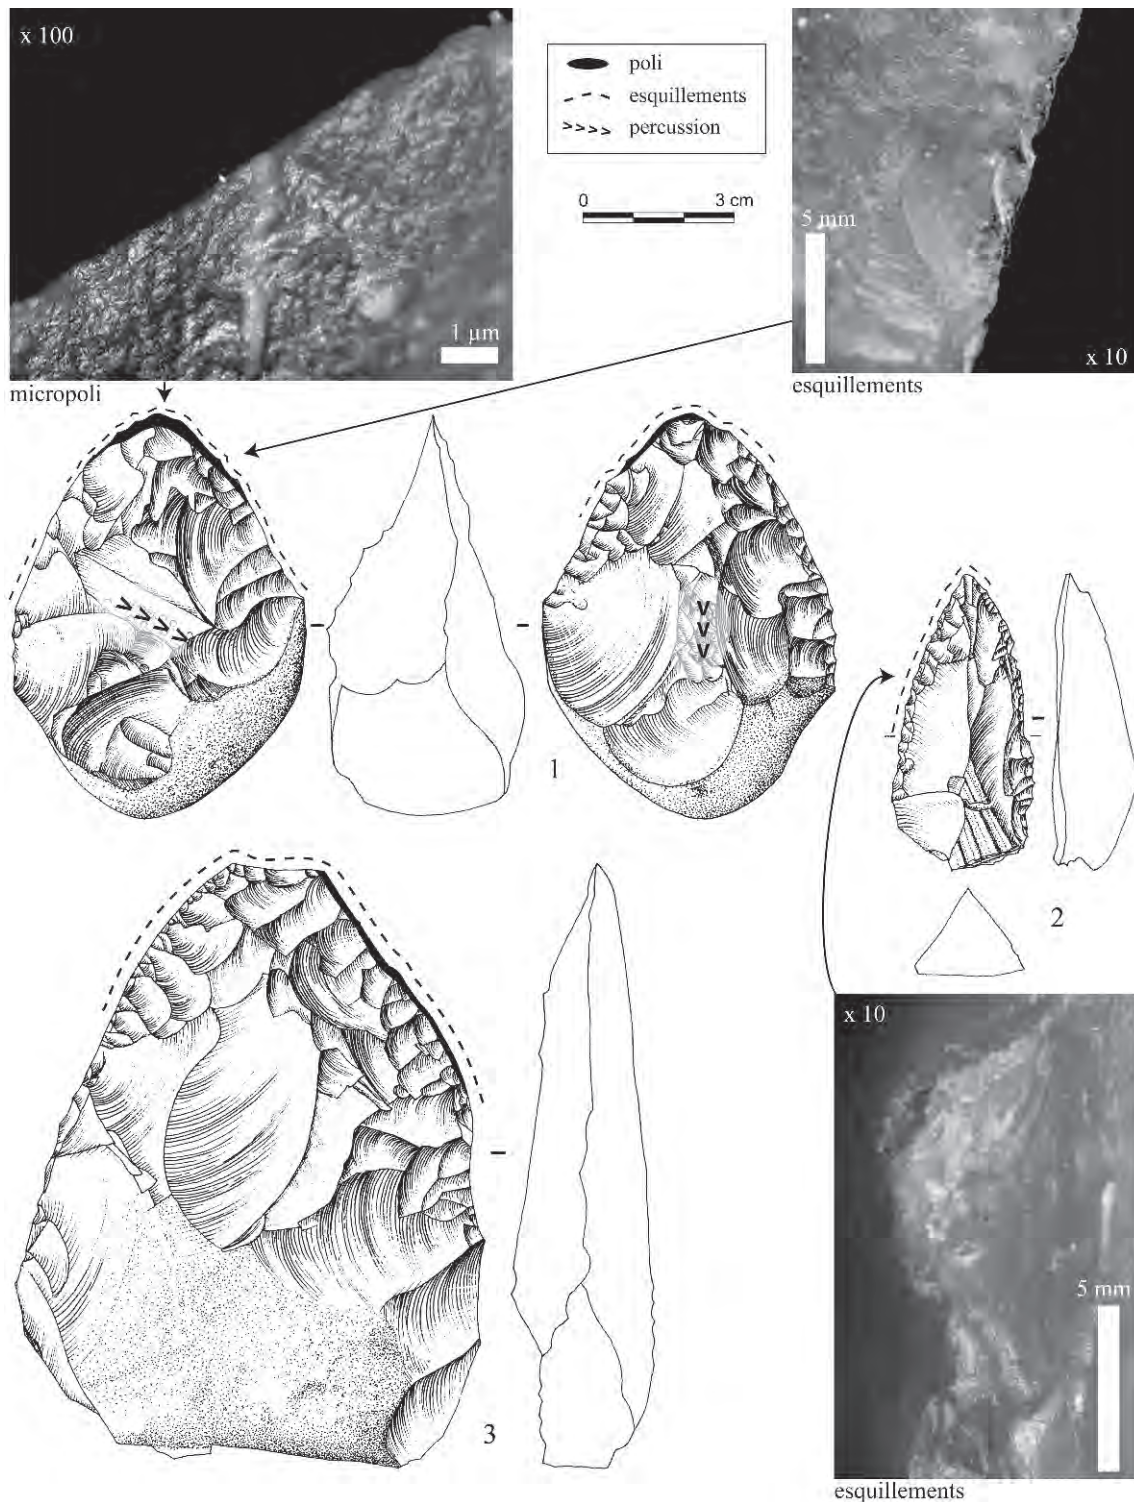 x 100
poli
esquillements
percussion
0 3 cm
5 mm
1 µm
x 10
micropoli
esquillements
1
2
x 10
5 mm
3
esquillements